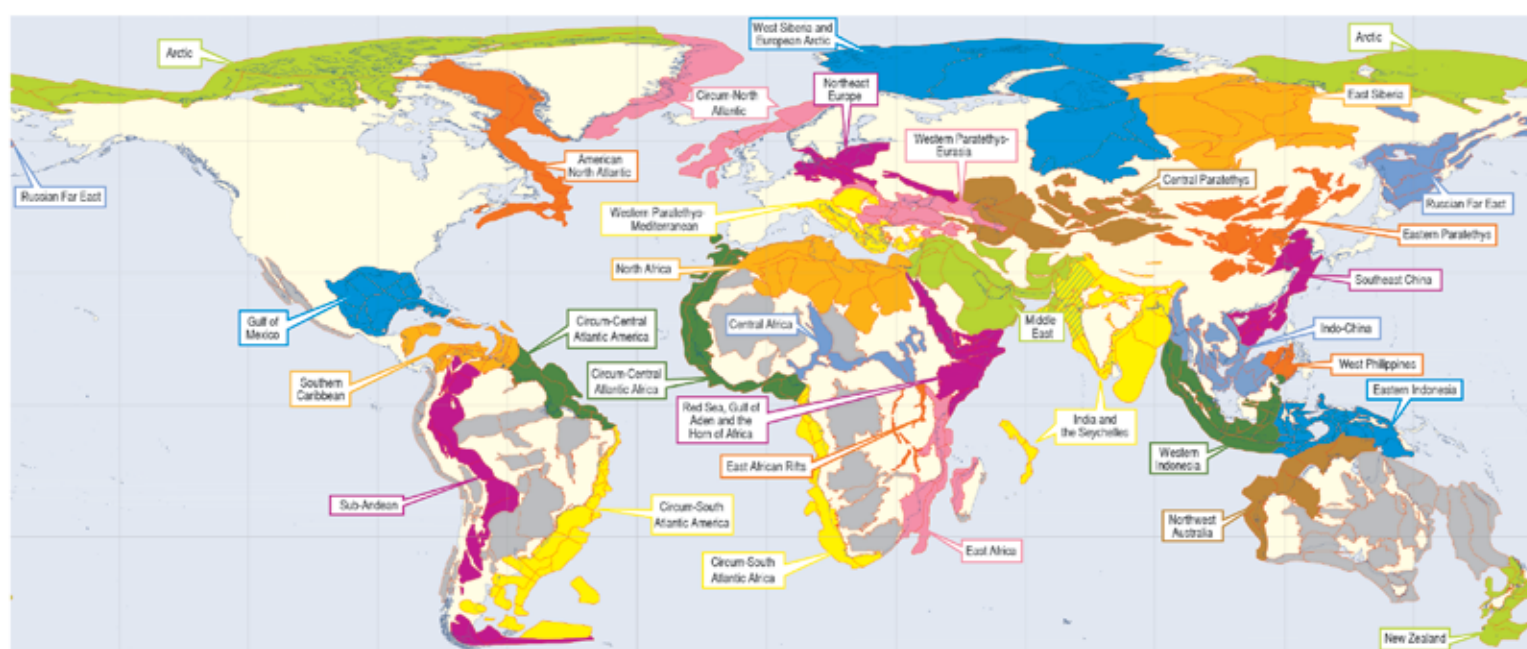 West Siberia and
European Arctic
Arctic
Arctic
Circum-North
Atlantic
Northeast
Europe
East Siberia
Western Paratethys-
Eurasia
American
North Atlantic
Central Paratethys
Russian Far East
Russian Far East
Western Paratethys-
Mediterranean
Eastern Paratethys
North Africa
Southeast China
Gulf of
Mexico
Circum-Central
Atlantic America
Central Africa
Middle
East
Indo-China
West Philippines
Southern
Caribbean
Circum-Central
Atlantic Africa
Eastern Indonesia
Red Sea, Gulf of
Aden and the
Horn of Africa
India and
the Seychelles
Western
Indonesia
East African Rifts
Sub-Andean
Circum-South
Atlantic America
Northwest
Australia
East Africa
Circum-South
Atlantic Africa
New Zealand